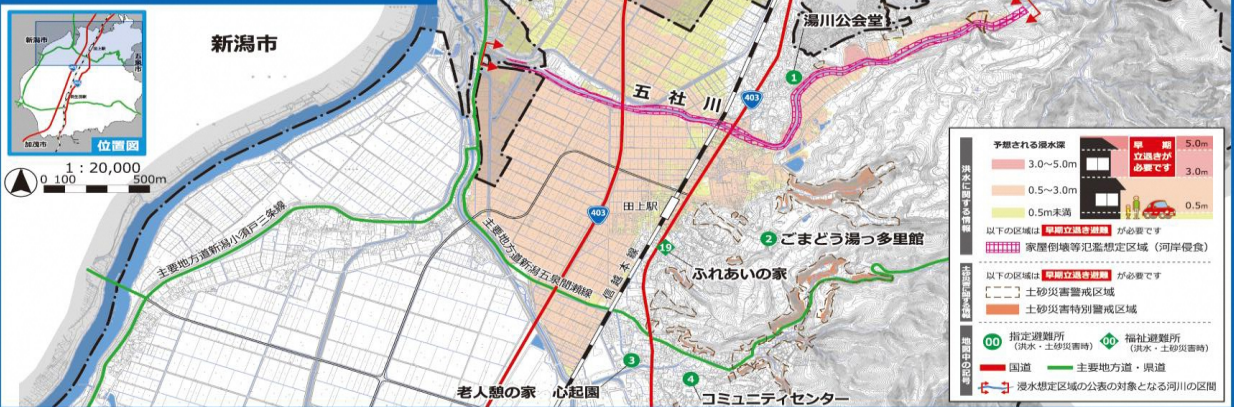 新潟市
新潟市
五泉市
加茂市
位置図
1：20,000
0 100 500m
湯川公会堂
1
五社川
403
403
田上駅
主要地方道新潟小須戸三条線
主要地方道新潟五泉間瀬線
信越本線
19
ふれあいの家
2 ごまどう湯っ多里館
3
老人憩の家 心起園
4
コミュニティセンター
洪水に関する情報
予想される浸水深
3.0～5.0m
0.5～3.0m
0.5m未満
早期
立退きが
必要です
5.0m
3.0m
0.5m
以下の区域は 早期立退き避難 が必要です
家屋倒壊等氾濫想定区域（河岸侵食）
土砂災害に関する情報
以下の区域は 早期立退き避難 が必要です
土砂災害警戒区域
土砂災害特別警戒区域
地図中の記号
00 指定避難所
（洪水・土砂災害時）
00 福祉避難所
（洪水・土砂災害時）
国道
主要地方道・県道
浸水想定区域の公表の対象となる河川の区間